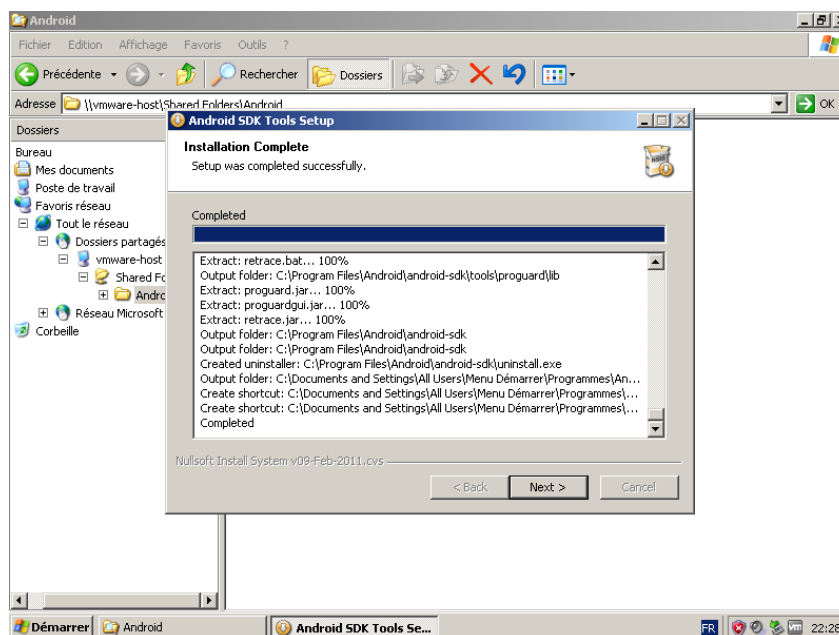 Android
Fichier Edition Affichage Favoris Outils ?
Précédente Rechercher Dossiers
Adresse \\vmware-host\Shared Folders\Android OK
Dossiers
Bureau
Mes documents
Poste de travail
Favoris réseau
Tout le réseau
Dossiers partagés
vmware-host
Shared Fo
Andro
Réseau Microsoft
Corbeille
Android SDK Tools Setup
Installation Complete
Setup was completed successfully.
Completed
Extract: retrace.bat... 100%
Output folder: C:\Program Files\Android\android-sdk\tools\proguard\lib
Extract: proguard.jar... 100%
Extract: proguardgui.jar... 100%
Extract: retrace.jar... 100%
Output folder: C:\Program Files\Android\android-sdk
Output folder: C:\Program Files\Android\android-sdk
Created uninstaller: C:\Program Files\Android\android-sdk\uninstall.exe
Output folder: C:\Documents and Settings\All Users\Menu Démarrer\Programmes\An...
Create shortcut: C:\Documents and Settings\All Users\Menu Démarrer\Programmes\...
Create shortcut: C:\Documents and Settings\All Users\Menu Démarrer\Programmes\...
Completed
Nullsoft Install System v09-Feb-2011.cvs
< Back Next > Cancel
Démarrer Android Android SDK Tools Se... FR vm 22:26